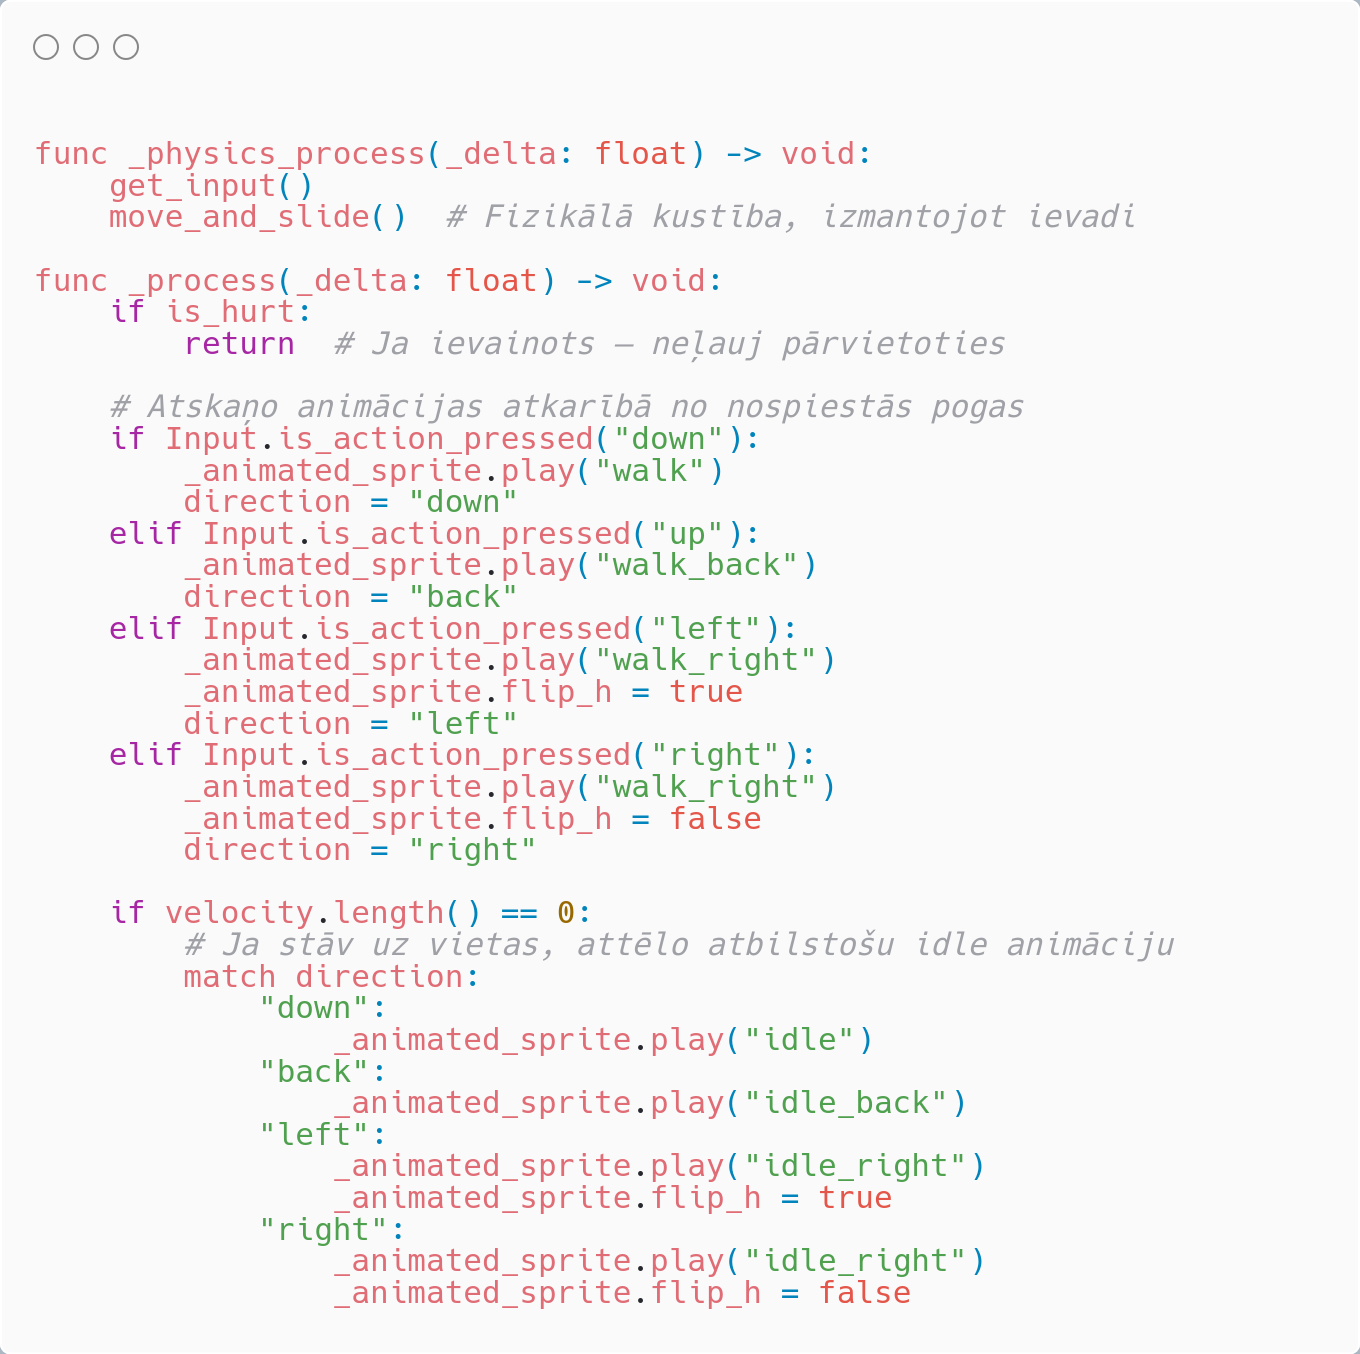 func _physics_process(_delta: float) -> void:
    get_input()
    move_and_slide()  # Fizikālā kustība, izmantojot ievadi

func _process(_delta: float) -> void:
    if is_hurt:
        return  # Ja ievainots – neļauj pārvietoties

    # Atskaņo animācijas atkarībā no nospiestās pogas
    if Input.is_action_pressed("down"):
        _animated_sprite.play("walk")
        direction = "down"
    elif Input.is_action_pressed("up"):
        _animated_sprite.play("walk_back")
        direction = "back"
    elif Input.is_action_pressed("left"):
        _animated_sprite.play("walk_right")
        _animated_sprite.flip_h = true
        direction = "left"
    elif Input.is_action_pressed("right"):
        _animated_sprite.play("walk_right")
        _animated_sprite.flip_h = false
        direction = "right"

    if velocity.length() == 0:
        # Ja stāv uz vietas, attēlo atbilstošu idle animāciju
        match direction:
            "down":
                _animated_sprite.play("idle")
            "back":
                _animated_sprite.play("idle_back")
            "left":
                _animated_sprite.play("idle_right")
                _animated_sprite.flip_h = true
            "right":
                _animated_sprite.play("idle_right")
                _animated_sprite.flip_h = false